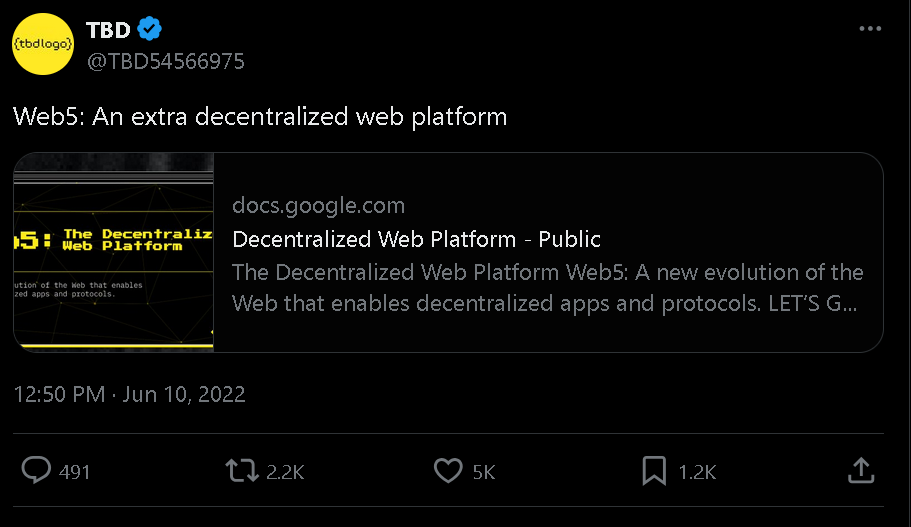 {tbdlogo}
TBD
@TBD54566975
Web5: An extra decentralized web platform
b5: The Decentraliz
Web Platform
ution of the Web that enables
zed apps and protocols.
docs.google.com
Decentralized Web Platform - Public
The Decentralized Web Platform Web5: A new evolution of the
Web that enables decentralized apps and protocols. LET’S G...
12:50 PM · Jun 10, 2022
491 2.2K 5K 1.2K